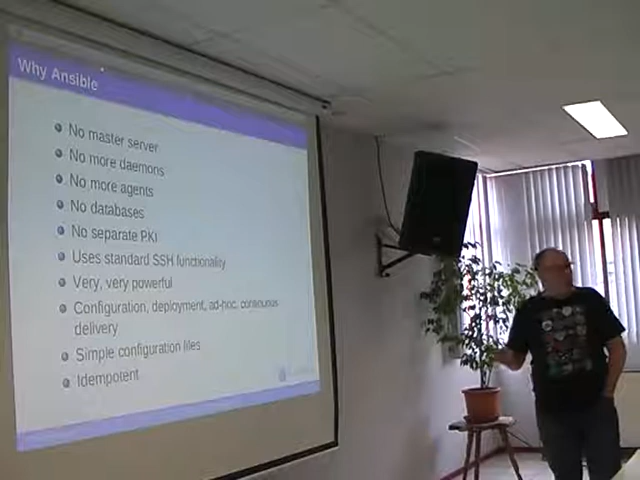 Why Ansible
No master server
No more daemons
No more agents
No databases
No separate PKI
Uses standard SSH functionality
Very, very powerful
Configuration, deployment, ad-hoc, continuous
delivery
Simple configuration files
Idempotent